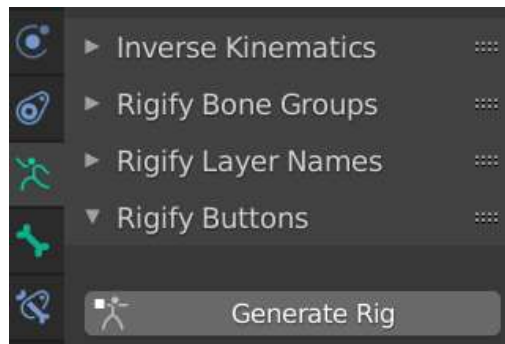 Inverse Kinematics
Rigify Bone Groups
Rigify Layer Names
Rigify Buttons
Generate Rig